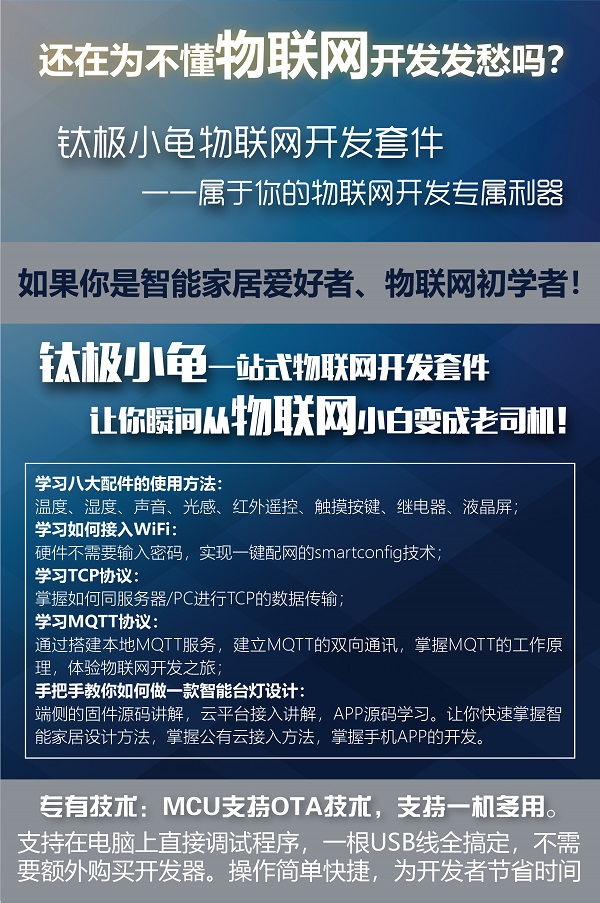 还在为不懂物联网开发发愁吗?
钛极小龟物联网开发套件
——属于你的物联网开发专属利器
如果你是智能家居爱好者、物联网初学者!
钛极小龟一站式物联网开发套件
让你瞬间从物联网小白变成老司机!
学习八大配件的使用方法:
温度、湿度、声音、光感、红外遥控、触摸按键、继电器、液晶屏;
学习如何接入WiFi:
硬件不需要输入密码，实现一键配网的smartconfig技术;
学习TCP协议:
掌握如何同服务器/PC进行TCP的数据传输;
学习MQTT协议:
通过搭建本地MQTT服务，建立MQTT的双向通讯，掌握MQTT的工作原
理，体验物联网开发之旅;
手把手教你如何做一款智能台灯设计:
端侧的固件源码讲解，云平台接入讲解，APP源码学习。让你快速掌握智
能家居设计方法，掌握公有云接入方法，掌握手机APP的开发。
专有技术：MCU支持OTA技术，支持一机多用。
支持在电脑上直接调试程序，一根USB线全搞定，不需
要额外购买开发器。操作简单快捷，为开发者节省时间